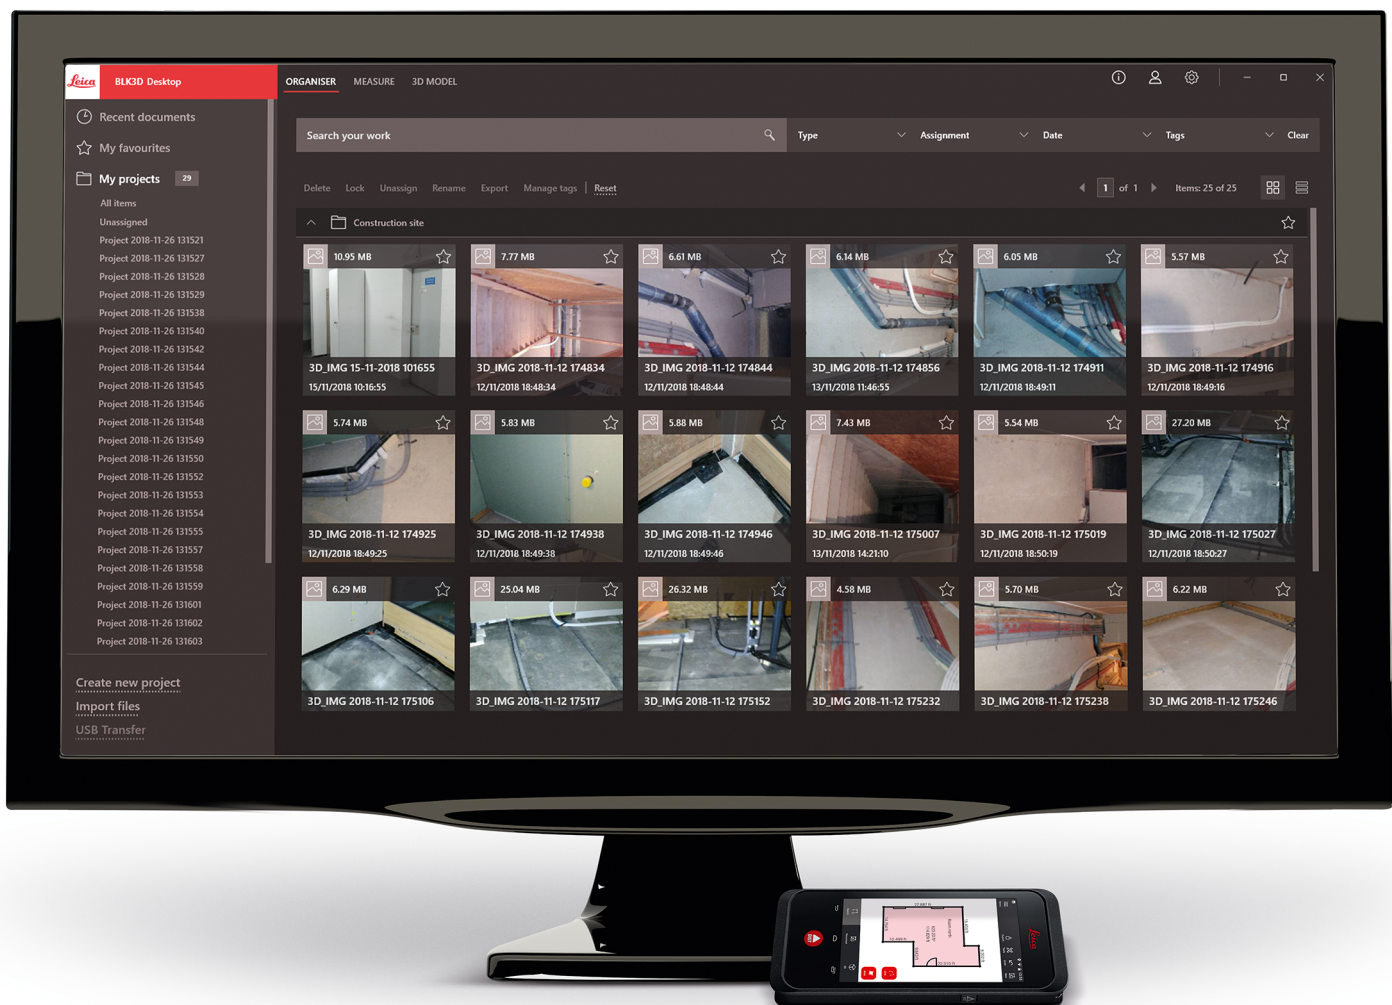 Leica
BLK3D Desktop
ORGANISER
MEASURE
3D MODEL
Recent documents
My favourites
My projects
29
All items
Unassigned
Project 2018-11-26 131521
Project 2018-11-26 131527
Project 2018-11-26 131528
Project 2018-11-26 131529
Project 2018-11-26 131538
Project 2018-11-26 131540
Project 2018-11-26 131542
Project 2018-11-26 131544
Project 2018-11-26 131545
Project 2018-11-26 131546
Project 2018-11-26 131548
Project 2018-11-26 131549
Project 2018-11-26 131550
Project 2018-11-26 131552
Project 2018-11-26 131553
Project 2018-11-26 131554
Project 2018-11-26 131555
Project 2018-11-26 131557
Project 2018-11-26 131558
Project 2018-11-26 131559
Project 2018-11-26 131601
Project 2018-11-26 131602
Project 2018-11-26 131603
Create new project
Import files
USB Transfer
Search your work
Type
Assignment
Date
Tags
Clear
Delete
Lock
Unassign
Rename
Export
Manage tags
Reset
1 of 1
Items: 25 of 25
Construction site
10.95 MB
3D_IMG 15-11-2018 101655
15/11/2018 10:16:55
7.77 MB
3D_IMG 2018-11-12 174834
12/11/2018 18:48:34
6.61 MB
3D_IMG 2018-11-12 174844
12/11/2018 18:48:44
6.14 MB
3D_IMG 2018-11-12 174856
13/11/2018 11:46:55
6.05 MB
3D_IMG 2018-11-12 174911
12/11/2018 18:49:11
5.57 MB
3D_IMG 2018-11-12 174916
12/11/2018 18:49:16
5.74 MB
3D_IMG 2018-11-12 174925
12/11/2018 18:49:25
5.83 MB
3D_IMG 2018-11-12 174938
12/11/2018 18:49:38
5.88 MB
3D_IMG 2018-11-12 174946
12/11/2018 18:49:46
7.43 MB
3D_IMG 2018-11-12 175007
13/11/2018 14:21:10
5.54 MB
3D_IMG 2018-11-12 175019
12/11/2018 18:50:19
27.20 MB
3D_IMG 2018-11-12 175027
12/11/2018 18:50:27
6.29 MB
3D_IMG 2018-11-12 175106
25.04 MB
3D_IMG 2018-11-12 175117
26.32 MB
3D_IMG 2018-11-12 175152
4.58 MB
3D_IMG 2018-11-12 175232
5.70 MB
3D_IMG 2018-11-12 175238
6.22 MB
3D_IMG 2018-11-12 175246
Leica